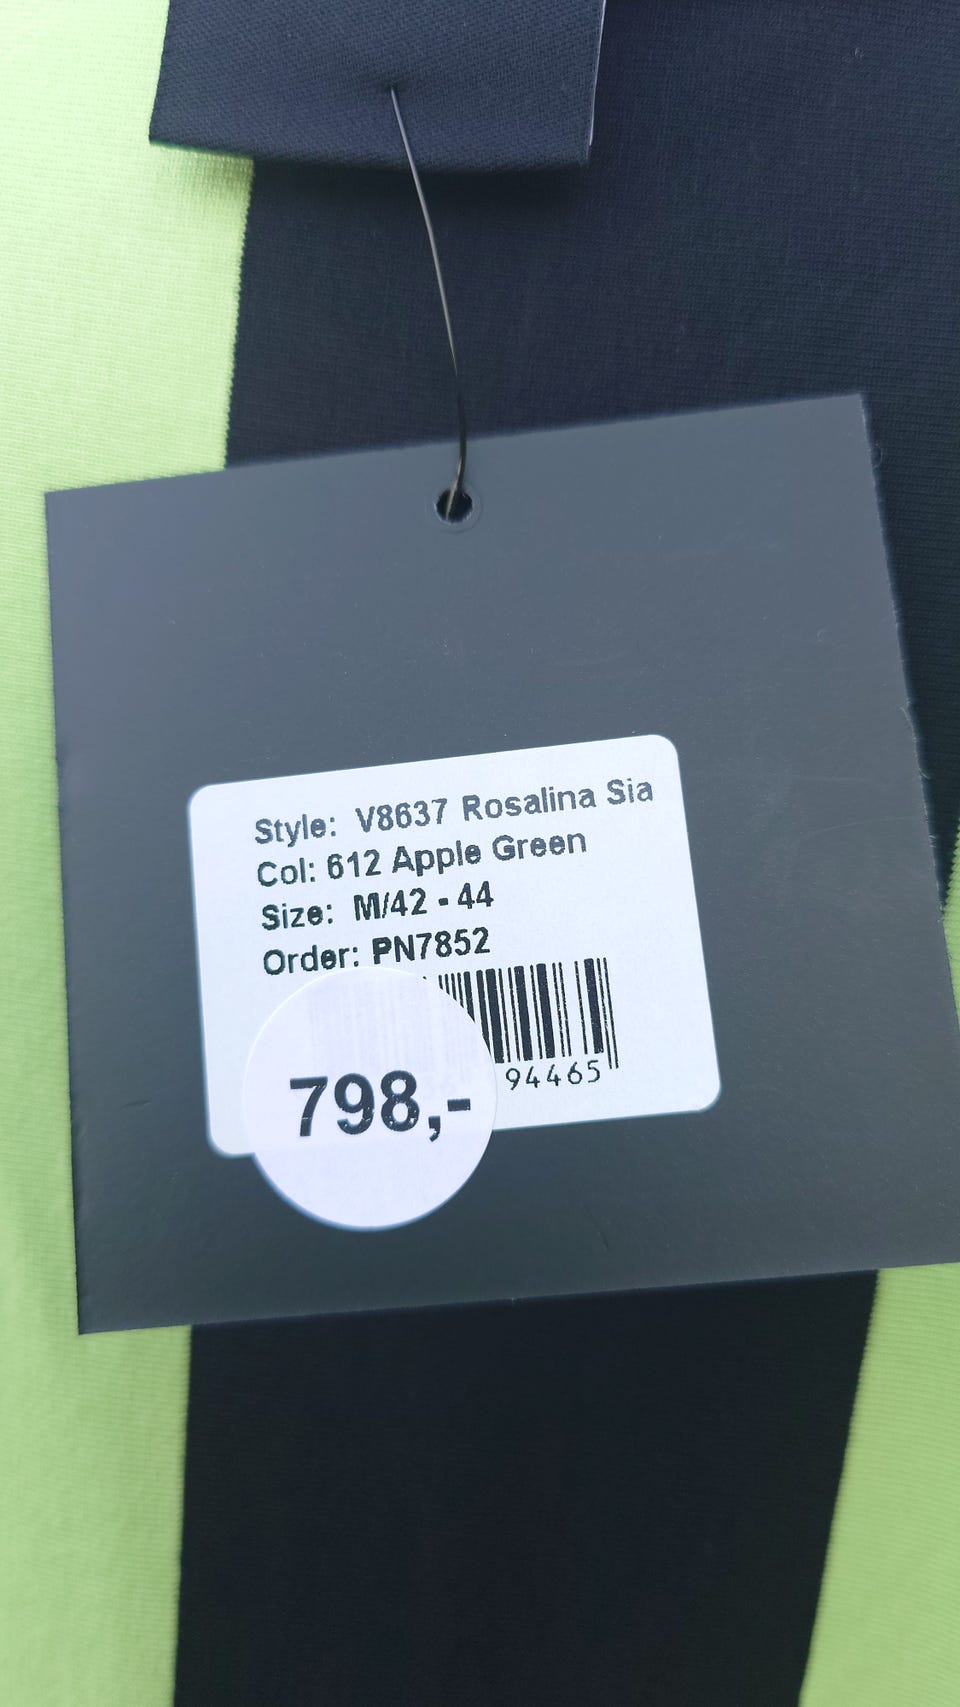 Style: V8637 Rosalina Sia
Col: 612 Apple Green
Size: M/42 - 44
Order: PN7852
94465
798,-